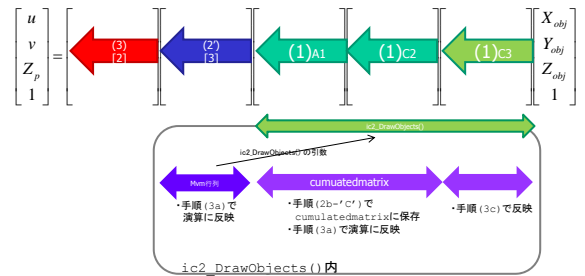 u
v
Z_p
1
=
(3)
[2]
(2')
[3]
(1)A1
(1)C2
(1)C3
X_obj
Y_obj
Z_obj
1
ic2_DrawObjects()
ic2_DrawObjects() の引数
Mvm行列
cumuatedmatrix
・手順(3a)で
演算に反映
・手順(2b-'C')で
cumulatedmatrixに保存
・手順(3a)で演算に反映
・手順(3c)で反映
ic2_DrawObjects()内